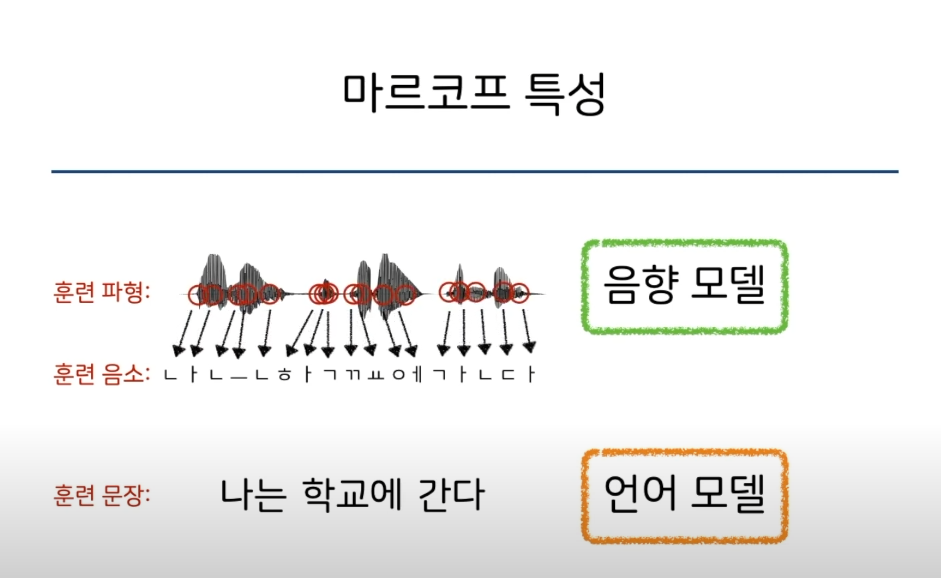 마르코프 특성
훈련 파형:
음향 모델
훈련 음소: ㄴ ㅏ ㄴ ㅡ ㄴ ㅎ ㅏ ㄱ ㄲ ㅛ ㅇ ㅔ ㄱ ㅏ ㄴ ㄷ ㅏ
훈련 문장: 나는 학교에 간다
언어 모델